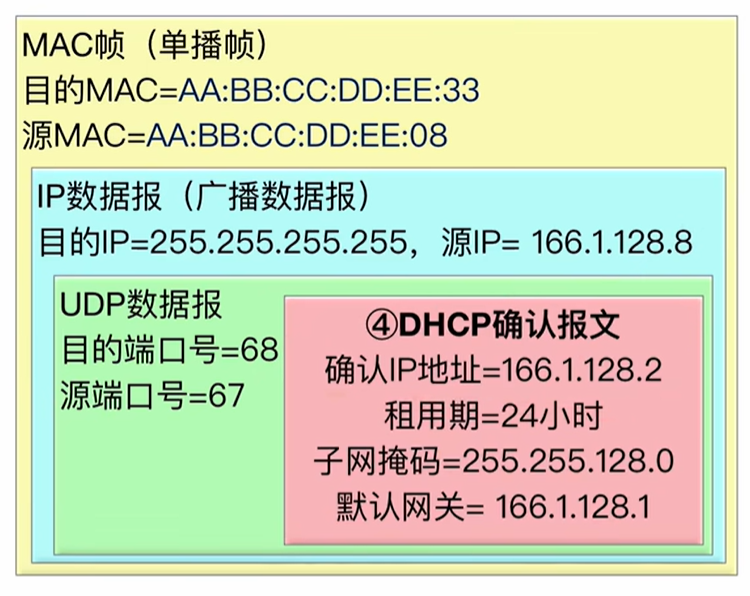 MAC帧（单播帧）
目的MAC=AA:BB:CC:DD:EE:33
源MAC=AA:BB:CC:DD:EE:08
IP数据报（广播数据报）
目的IP=255.255.255.255，源IP= 166.1.128.8
UDP数据报
目的端口号=68
源端口号=67
④DHCP确认报文
确认IP地址=166.1.128.2
租用期=24小时
子网掩码=255.255.128.0
默认网关= 166.1.128.1